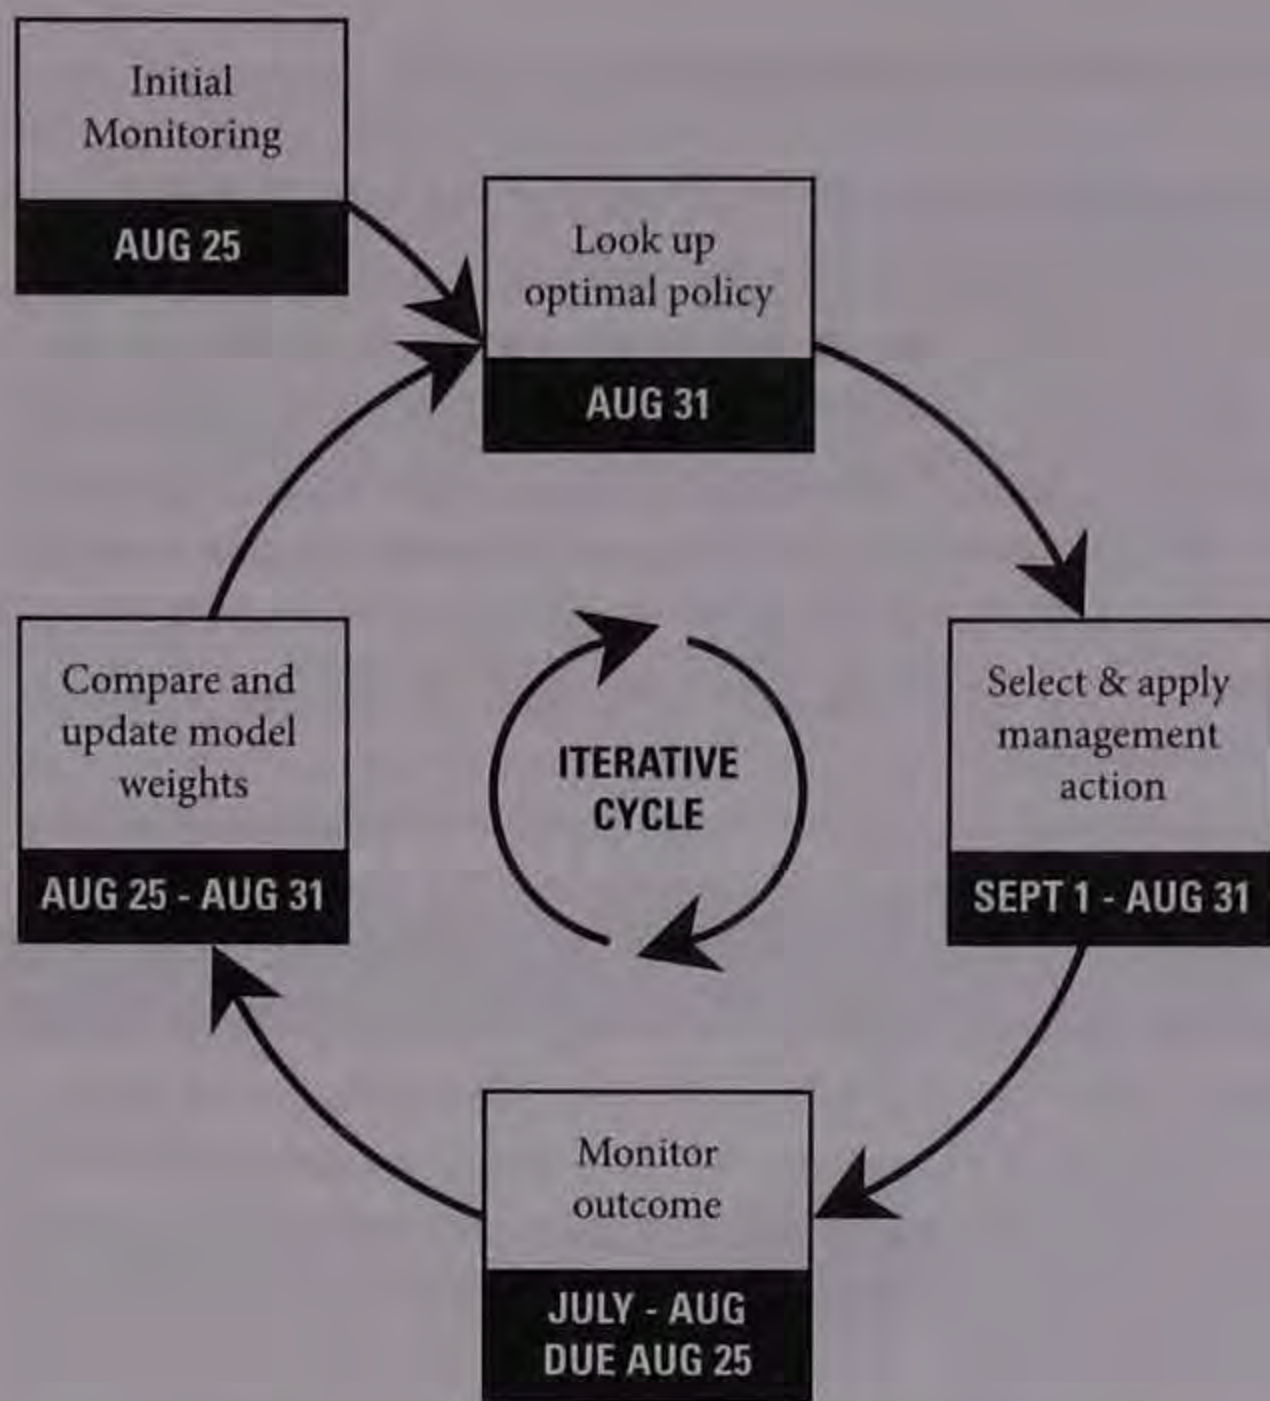 Initial
Monitoring
AUG 25
Look up
optimal policy
AUG 31
Select & apply
management
action
SEPT 1 - AUG 31
Monitor
outcome
JULY - AUG
DUE AUG 25
Compare and
update model
weights
AUG 25 - AUG 31
ITERATIVE
CYCLE